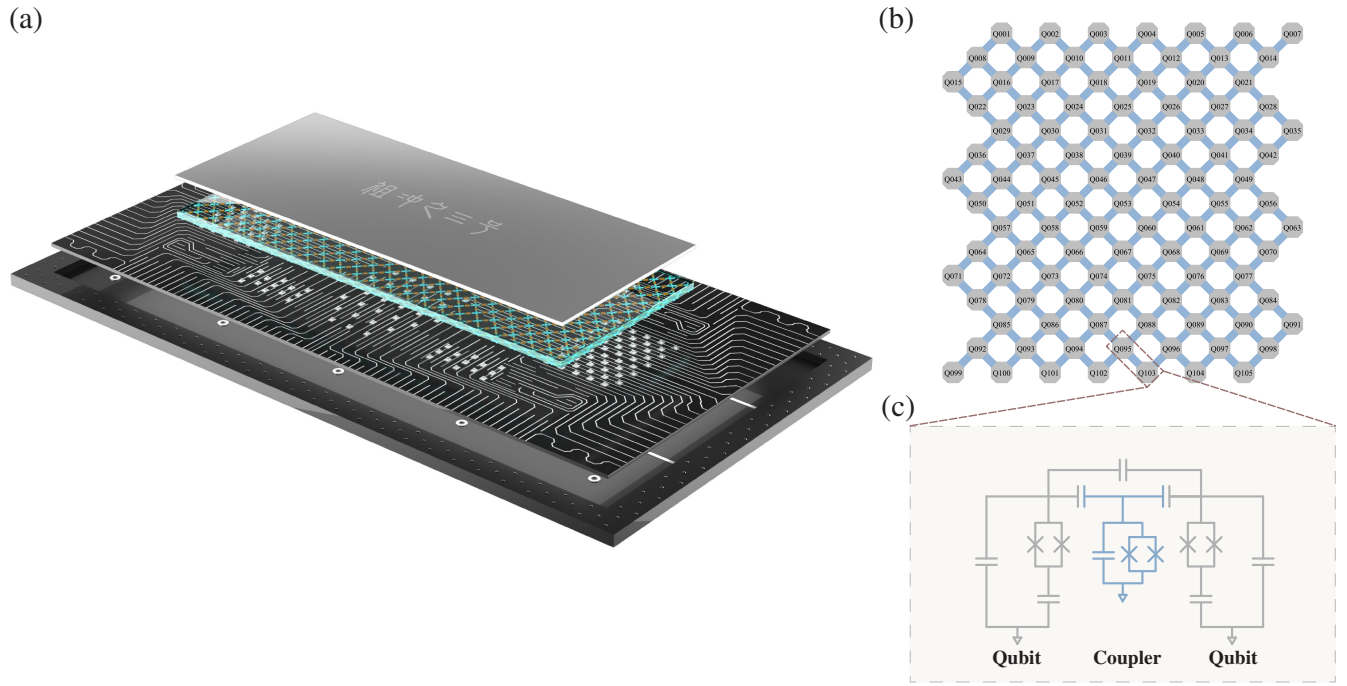 (a)
祖冲之三号
(b)
Q001 Q002 Q003 Q004 Q005 Q006 Q007
Q008 Q009 Q010 Q011 Q012 Q013 Q014
Q015 Q016 Q017 Q018 Q019 Q020 Q021
Q022 Q023 Q024 Q025 Q026 Q027 Q028
Q029 Q030 Q031 Q032 Q033 Q034 Q035
Q036 Q037 Q038 Q039 Q040 Q041 Q042
Q043 Q044 Q045 Q046 Q047 Q048 Q049
Q050 Q051 Q052 Q053 Q054 Q055 Q056
Q057 Q058 Q059 Q060 Q061 Q062 Q063
Q064 Q065 Q066 Q067 Q068 Q069 Q070
Q071 Q072 Q073 Q074 Q075 Q076 Q077
Q078 Q079 Q080 Q081 Q082 Q083 Q084
Q085 Q086 Q087 Q088 Q089 Q090 Q091
Q092 Q093 Q094 Q095 Q096 Q097 Q098
Q099 Q100 Q101 Q102 Q103 Q104 Q105
(c)
Qubit Coupler Qubit